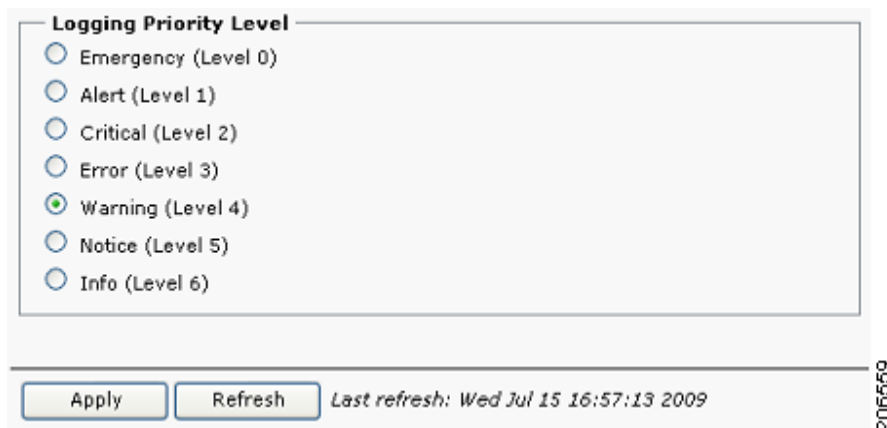 Logging Priority Level
Emergency (Level 0)
Alert (Level 1)
Critical (Level 2)
Error (Level 3)
Warning (Level 4)
Notice (Level 5)
Info (Level 6)
Apply Refresh Last refresh: Wed Jul 15 16:57:13 2009